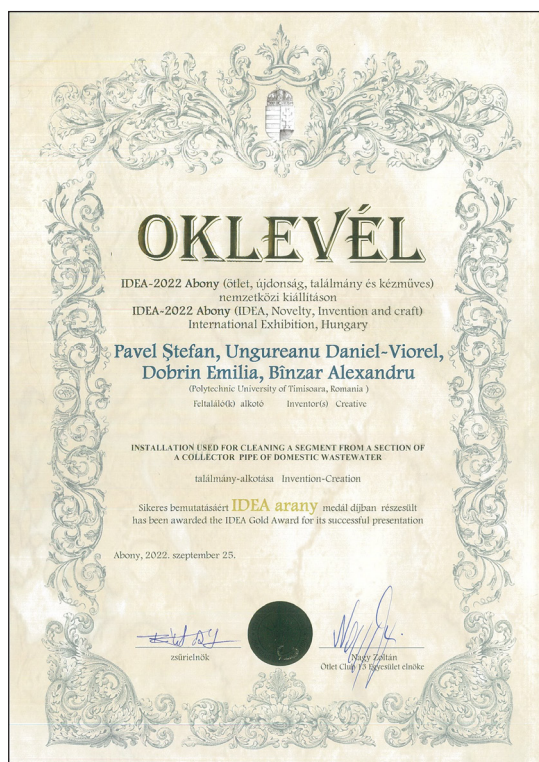 OKLEVÉL
IDEA-2022 Abony (ötlet, újdonság, találmány és kézműves)
nemzetközi kiállításon
IDEA-2022 Abony (IDEA, Novelty, Invention and craft)
International Exhibition, Hungary
Pavel Ștefan, Ungureanu Daniel-Viorel,
Dobrin Emilia, Bînzar Alexandru
(Polytechnic University of Timisoara, Romania )
Feltaláló(k) alkotó Inventor(s) Creative
INSTALLATION USED FOR CLEANING A SEGMENT FROM A SECTION OF
A COLLECTOR PIPE OF DOMESTIC WASTEWATER
találmány-alkotása Invention-Creation
Sikeres bemutatásáért IDEA arany medál díjban részesült
has been awarded the IDEA Gold Award for its successful presentation
Abony, 2022. szeptember 25.
zsűrielnök
Nagy Zoltán
Ötlet Club 13 Egyesület elnöke